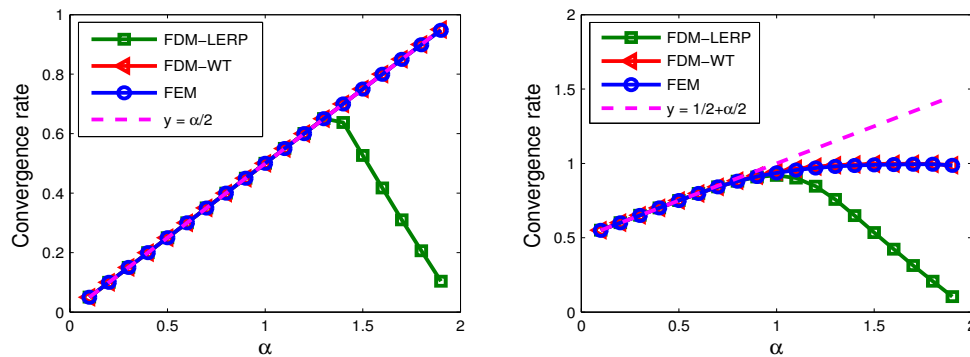 1
0.8
0.6
0.4
0.2
0
Convergence rate
FDM−LERP
FDM−WT
FEM
y = α/2
0 0.5 1 1.5 2
α
2
1.5
1
0.5
0
Convergence rate
FDM−LERP
FDM−WT
FEM
y = 1/2+α/2
0 0.5 1 1.5 2
α